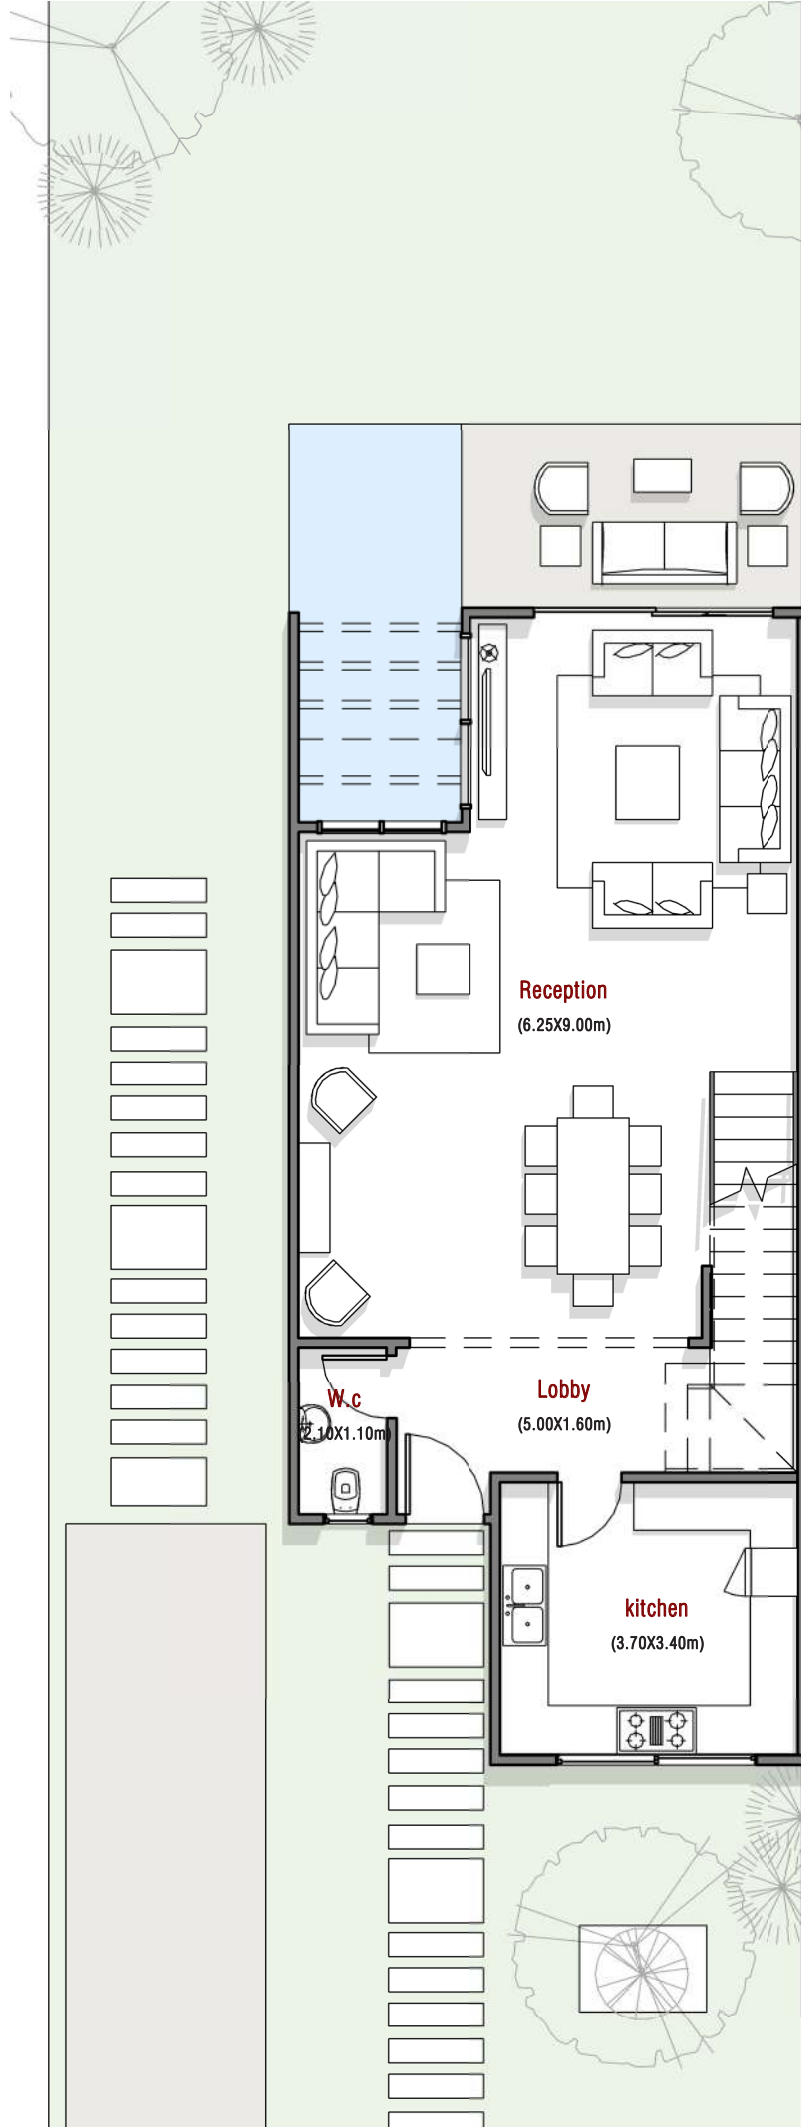 Reception
(6.25X9.00m)
W.c
(2.10X1.10m)
Lobby
(5.00X1.60m)
kitchen
(3.70X3.40m)